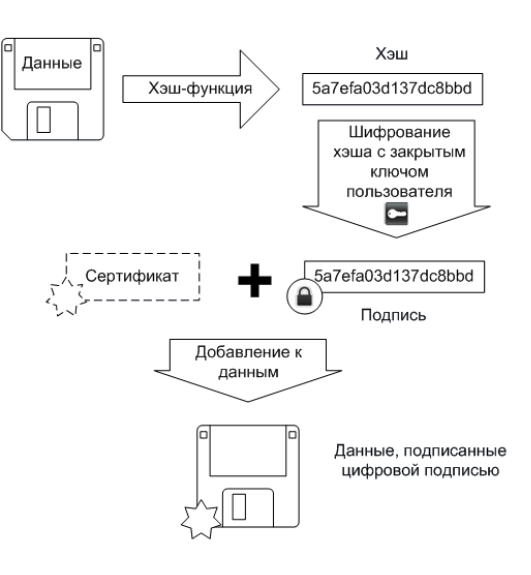 Данные
Хэш-функция
Хэш
5a7efa03d137dc8bbd
Шифрование
хэша с закрытым
ключом
пользователя
Сертификат
5a7efa03d137dc8bbd
Подпись
Добавление к
данным
Данные, подписанные
цифровой подписью